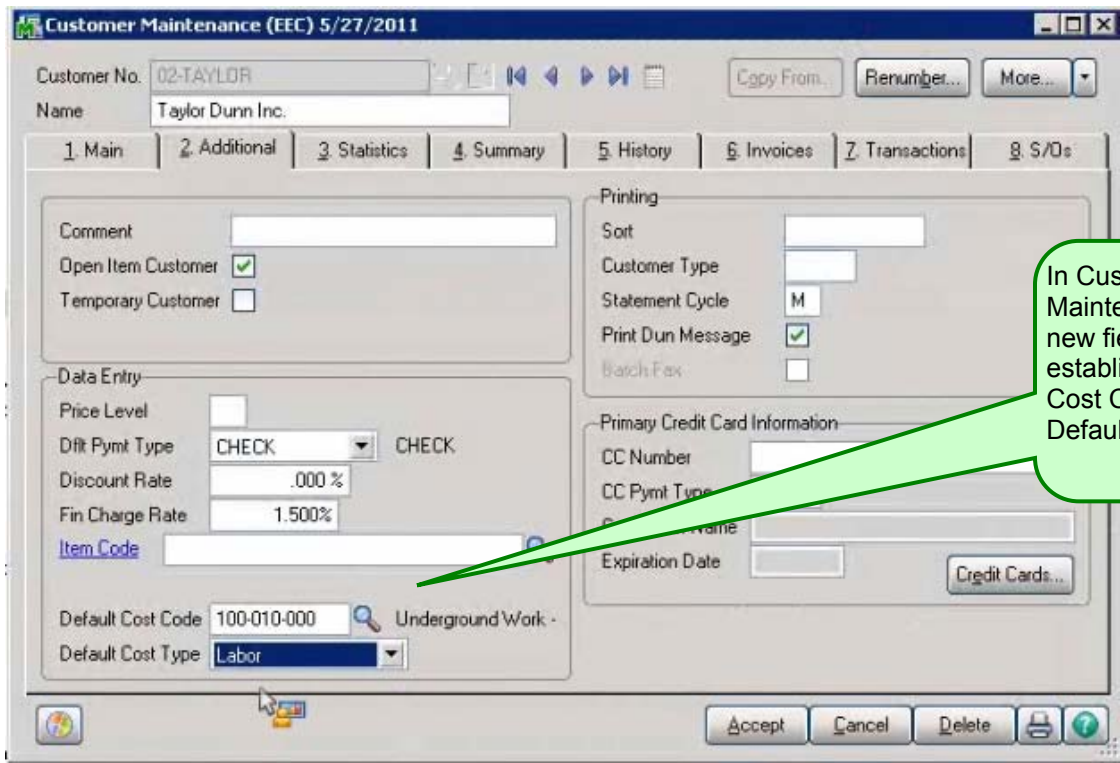 Customer Maintenance (EEC) 5/27/2011
Customer No. 02-TAYLOR Copy From... Renumber... More...
Name Taylor Dunn Inc.
1. Main 2. Additional 3. Statistics 4. Summary 5. History 6. Invoices 7. Transactions 8. S/Os
Comment
Open Item Customer
Temporary Customer
Data Entry
Price Level
Dflt Pymt Type CHECK CHECK
Discount Rate .000 %
Fin Charge Rate 1.500%
Item Code
Default Cost Code 100-010-000 Underground Work -
Default Cost Type Labor
Printing
Sort
Customer Type
Statement Cycle M
Print Dun Message
Batch Fax
Primary Credit Card Information
CC Number
CC Pymt Type
Name
Expiration Date
Credit Cards...
In Cus
Mainte
new fie
establi
Cost C
Defaul
Accept Cancel Delete